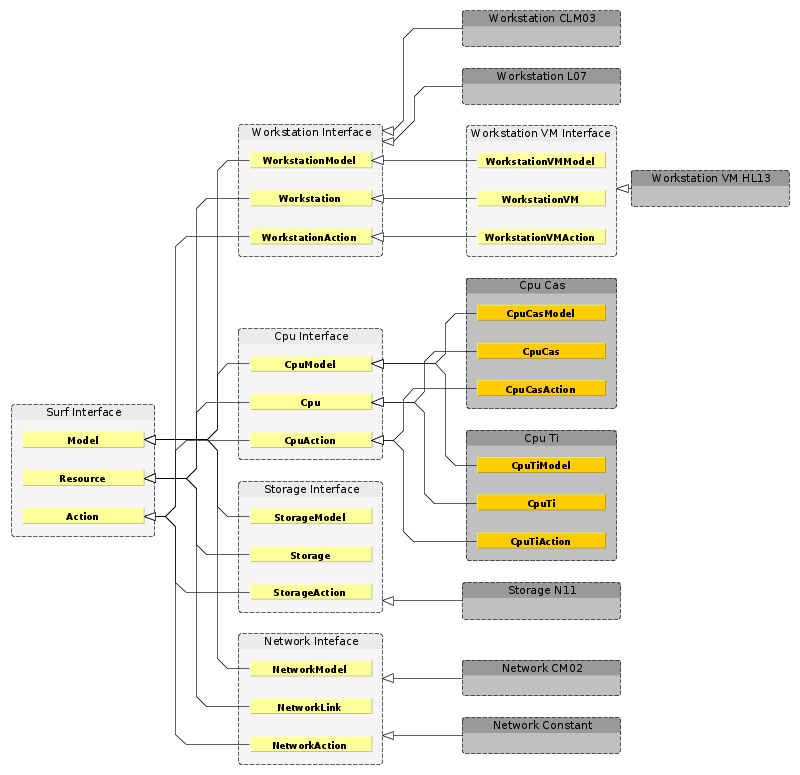 Workstation CLM03
Workstation L07
Workstation Interface
WorkstationModel
Workstation
WorkstationAction
Workstation VM Interface
WorkstationVMModel
WorkstationVM
WorkstationVMAction
Workstation VM HL13
Cpu Cas
CpuCasModel
CpuCas
CpuCasAction
Cpu Interface
CpuModel
Cpu
CpuAction
Surf Interface
Model
Resource
Action
Cpu Ti
CpuTiModel
CpuTi
CpuTiAction
Storage Interface
StorageModel
Storage
StorageAction
Storage N11
Network Inteface
NetworkModel
NetworkLink
NetworkAction
Network CM02
Network Constant